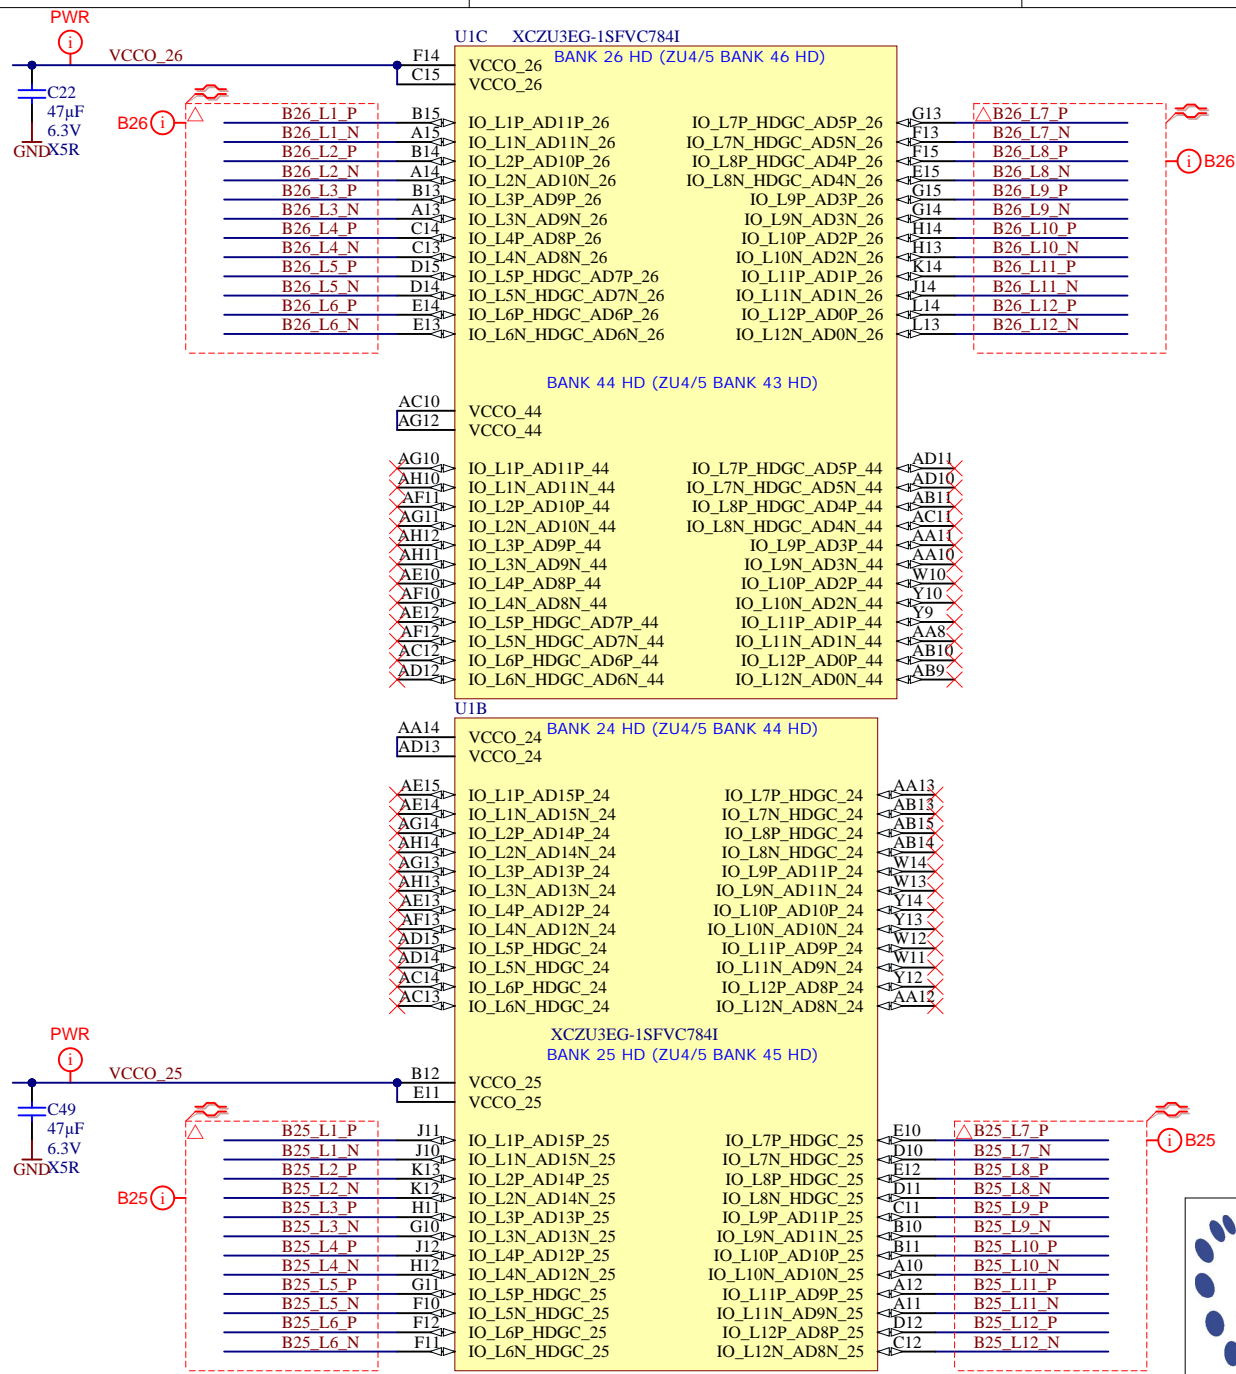 PWR
i
VCCO_26
C22
47µF
6.3V
X5R
GND
B26 i
U1C XCZU3EG-1SFVC784I
BANK 26 HD (ZU4/5 BANK 46 HD)
F14 VCCO_26
C15 VCCO_26
B26_L1_P B15 IO_L1P_AD11P_26 IO_L7P_HDGC_AD5P_26 G13 B26_L7_P
B26_L1_N A15 IO_L1N_AD11N_26 IO_L7N_HDGC_AD5N_26 F13 B26_L7_N
B26_L2_P B14 IO_L2P_AD10P_26 IO_L8P_HDGC_AD4P_26 F15 B26_L8_P
B26_L2_N A14 IO_L2N_AD10N_26 IO_L8N_HDGC_AD4N_26 E15 B26_L8_N
B26_L3_P B13 IO_L3P_AD9P_26 IO_L9P_AD3P_26 G15 B26_L9_P
B26_L3_N A13 IO_L3N_AD9N_26 IO_L9N_AD3N_26 G14 B26_L9_N
B26_L4_P C14 IO_L4P_AD8P_26 IO_L10P_AD2P_26 H14 B26_L10_P
B26_L4_N C13 IO_L4N_AD8N_26 IO_L10N_AD2N_26 H13 B26_L10_N
B26_L5_P D15 IO_L5P_HDGC_AD7P_26 IO_L11P_AD1P_26 K14 B26_L11_P
B26_L5_N D14 IO_L5N_HDGC_AD7N_26 IO_L11N_AD1N_26 J14 B26_L11_N
B26_L6_P E14 IO_L6P_HDGC_AD6P_26 IO_L12P_AD0P_26 L14 B26_L12_P
B26_L6_N E13 IO_L6N_HDGC_AD6N_26 IO_L12N_AD0N_26 L13 B26_L12_N
i B26
BANK 44 HD (ZU4/5 BANK 43 HD)
AC10 VCCO_44
AG12 VCCO_44
AG10 IO_L1P_AD11P_44 IO_L7P_HDGC_AD5P_44 AD11
AH10 IO_L1N_AD11N_44 IO_L7N_HDGC_AD5N_44 AD10
AF11 IO_L2P_AD10P_44 IO_L8P_HDGC_AD4P_44 AB11
AG11 IO_L2N_AD10N_44 IO_L8N_HDGC_AD4N_44 AC11
AH12 IO_L3P_AD9P_44 IO_L9P_AD3P_44 AA11
AH11 IO_L3N_AD9N_44 IO_L9N_AD3N_44 AA10
AE10 IO_L4P_AD8P_44 IO_L10P_AD2P_44 W10
AF10 IO_L4N_AD8N_44 IO_L10N_AD2N_44 Y10
AE12 IO_L5P_HDGC_AD7P_44 IO_L11P_AD1P_44 Y9
AF12 IO_L5N_HDGC_AD7N_44 IO_L11N_AD1N_44 AA8
AC12 IO_L6P_HDGC_AD6P_44 IO_L12P_AD0P_44 AB10
AD12 IO_L6N_HDGC_AD6N_44 IO_L12N_AD0N_44 AB9
U1B
BANK 24 HD (ZU4/5 BANK 44 HD)
AA14 VCCO_24
AD13 VCCO_24
AE15 IO_L1P_AD15P_24 IO_L7P_HDGC_24 AA13
AE14 IO_L1N_AD15N_24 IO_L7N_HDGC_24 AB13
AG14 IO_L2P_AD14P_24 IO_L8P_HDGC_24 AB15
AH14 IO_L2N_AD14N_24 IO_L8N_HDGC_24 AB14
AG13 IO_L3P_AD13P_24 IO_L9P_AD11P_24 W14
AH13 IO_L3N_AD13N_24 IO_L9N_AD11N_24 W13
AE13 IO_L4P_AD12P_24 IO_L10P_AD10P_24 Y14
AF13 IO_L4N_AD12N_24 IO_L10N_AD10N_24 Y13
AD15 IO_L5P_HDGC_24 IO_L11P_AD9P_24 W12
AD14 IO_L5N_HDGC_24 IO_L11N_AD9N_24 W11
AC14 IO_L6P_HDGC_24 IO_L12P_AD8P_24 Y12
AC13 IO_L6N_HDGC_24 IO_L12N_AD8N_24 AA12
XCZU3EG-1SFVC784I
BANK 25 HD (ZU4/5 BANK 45 HD)
PWR
i
VCCO_25
C49
47µF
6.3V
X5R
GND
B25 i
B12 VCCO_25
E11 VCCO_25
B25_L1_P J11 IO_L1P_AD15P_25 IO_L7P_HDGC_25 E10 B25_L7_P
B25_L1_N J10 IO_L1N_AD15N_25 IO_L7N_HDGC_25 D10 B25_L7_N
B25_L2_P K13 IO_L2P_AD14P_25 IO_L8P_HDGC_25 E12 B25_L8_P
B25_L2_N K12 IO_L2N_AD14N_25 IO_L8N_HDGC_25 D11 B25_L8_N
B25_L3_P H11 IO_L3P_AD13P_25 IO_L9P_AD11P_25 C11 B25_L9_P
B25_L3_N G10 IO_L3N_AD13N_25 IO_L9N_AD11N_25 B10 B25_L9_N
B25_L4_P J12 IO_L4P_AD12P_25 IO_L10P_AD10P_25 B11 B25_L10_P
B25_L4_N H12 IO_L4N_AD12N_25 IO_L10N_AD10N_25 A10 B25_L10_N
B25_L5_P G11 IO_L5P_HDGC_25 IO_L11P_AD9P_25 A12 B25_L11_P
B25_L5_N F10 IO_L5N_HDGC_25 IO_L11N_AD9N_25 A11 B25_L11_N
B25_L6_P F12 IO_L6P_HDGC_25 IO_L12P_AD8P_25 D12 B25_L12_P
B25_L6_N F11 IO_L6N_HDGC_25 IO_L12N_AD8N_25 C12 B25_L12_N
i B25